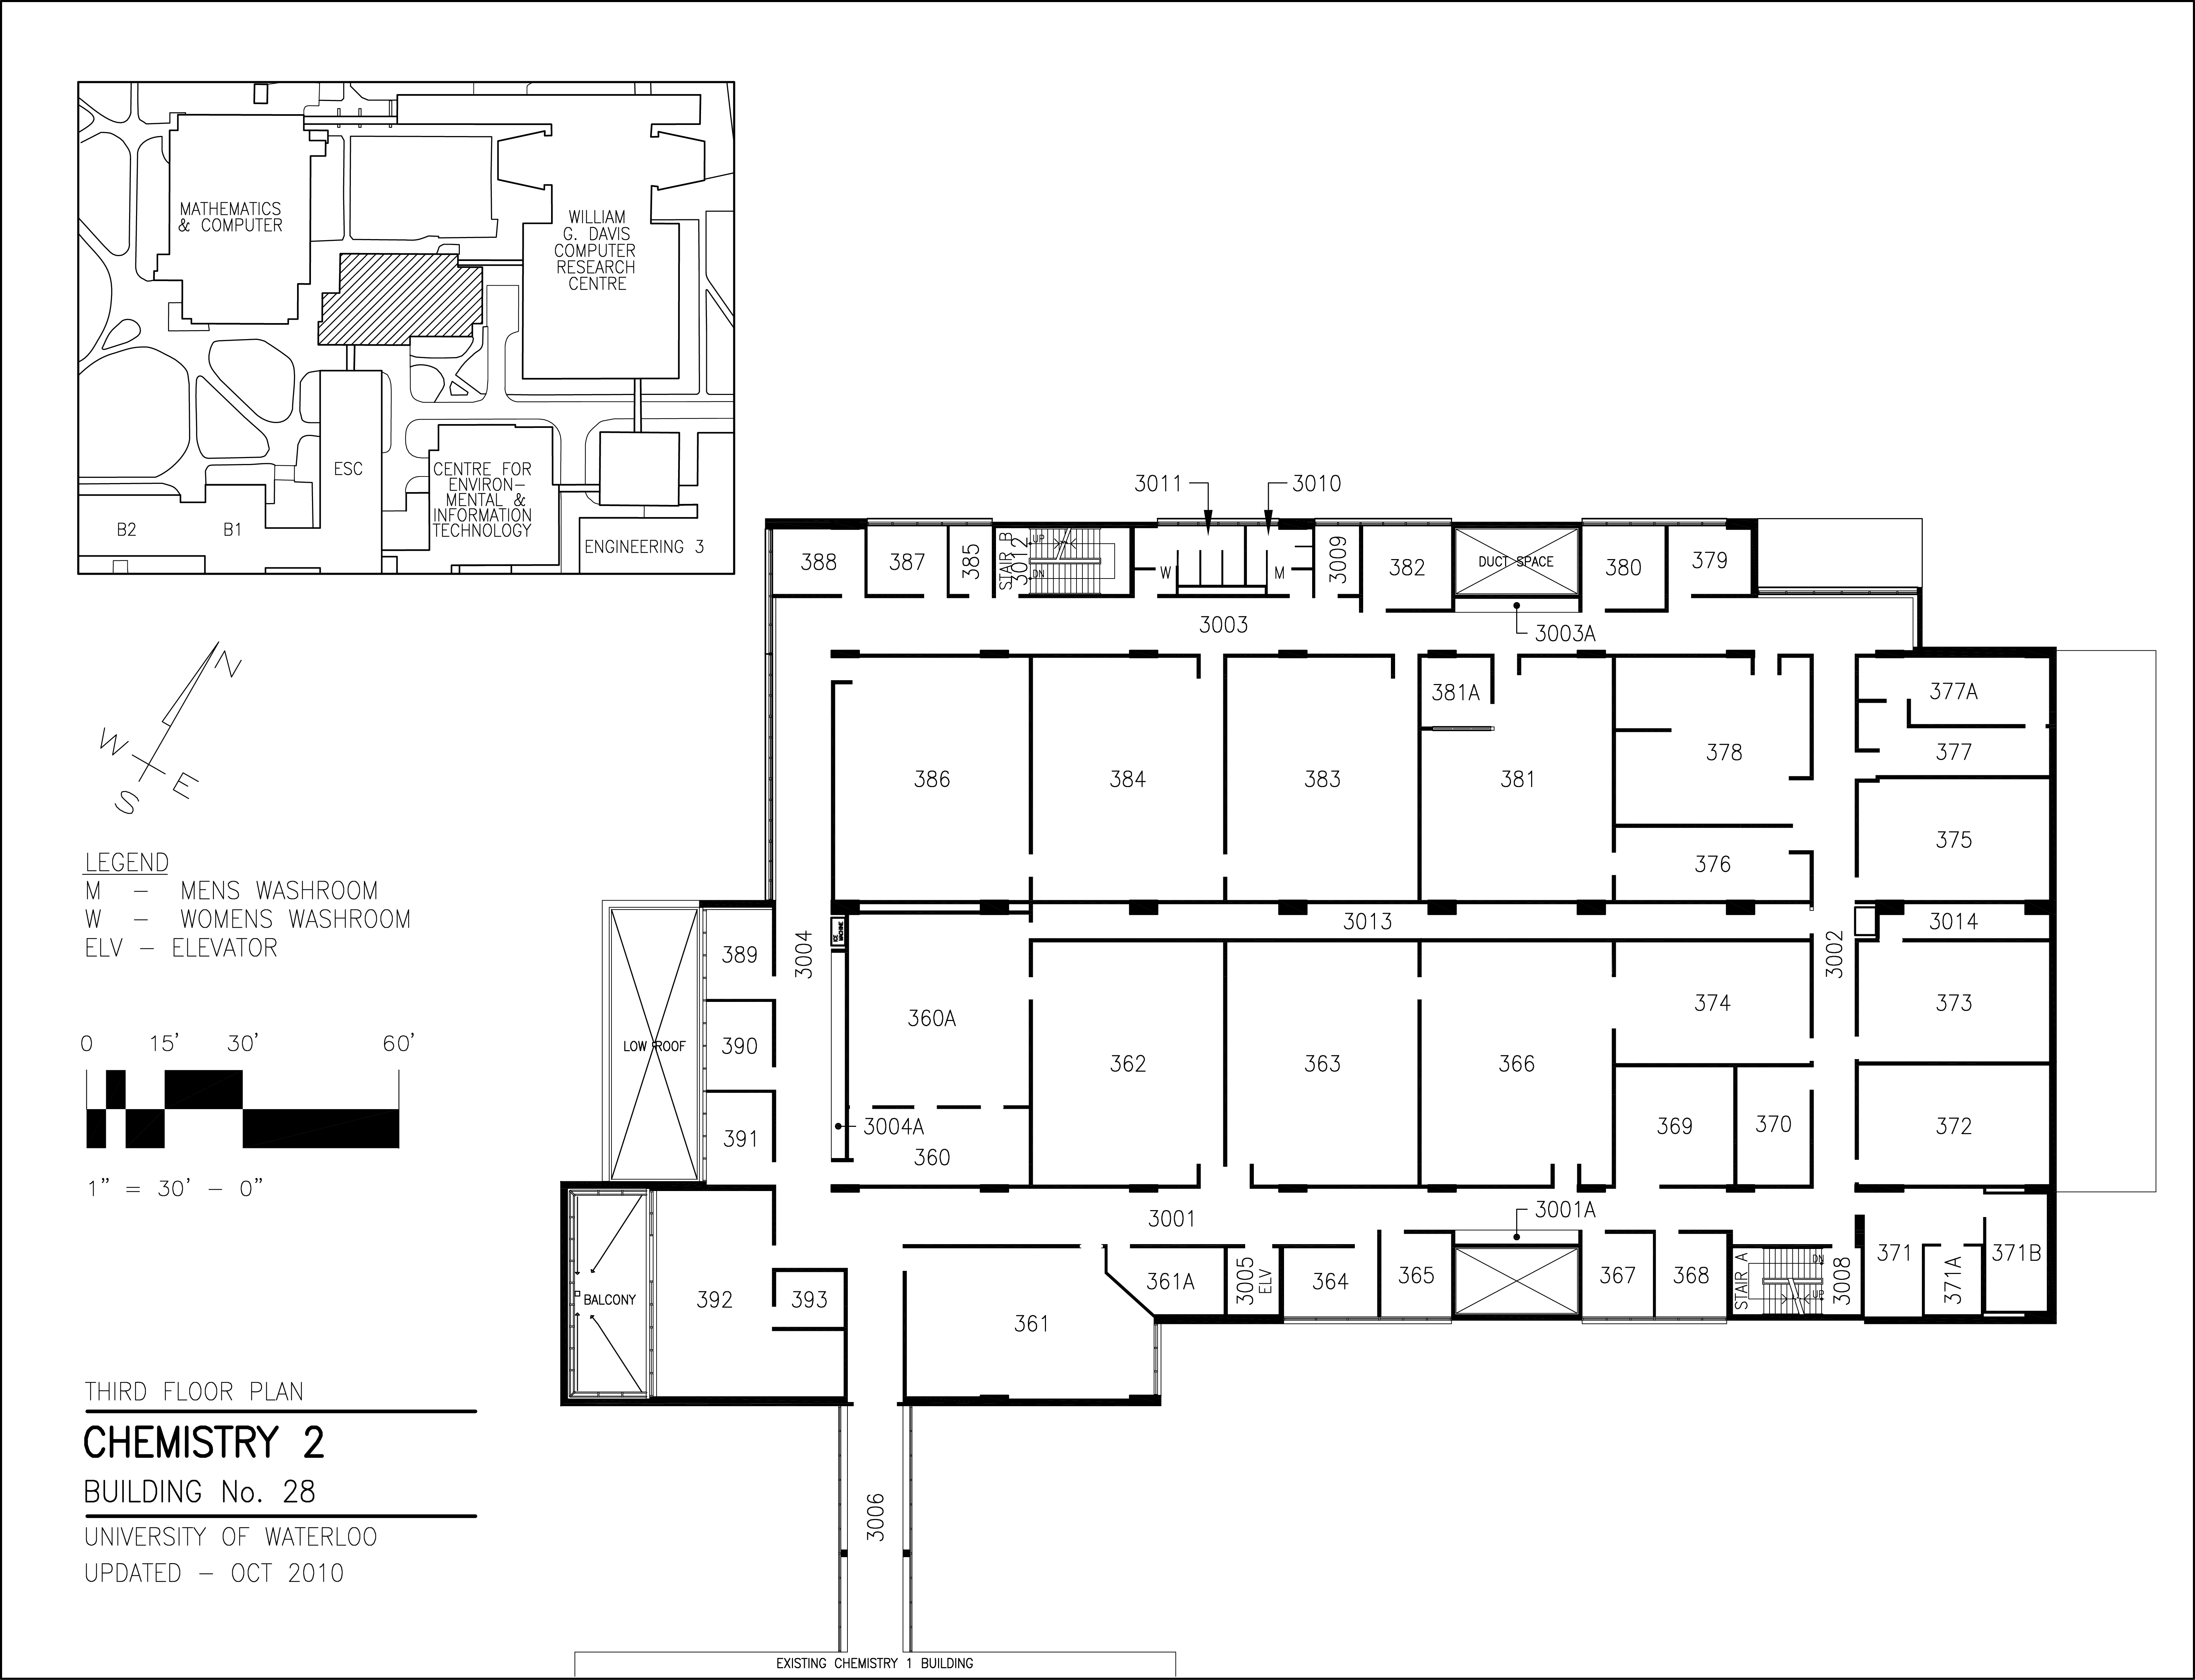 MATHEMATICS
& COMPUTER
WILLIAM
G. DAVIS
COMPUTER
RESEARCH
CENTRE
ESC
CENTRE FOR
ENVIRON-
MENTAL &
INFORMATION
TECHNOLOGY
B2
B1
ENGINEERING 3
N
W
E
S
LEGEND
M - MENS WASHROOM
W - WOMENS WASHROOM
ELV - ELEVATOR
0 15' 30' 60'
1" = 30' - 0"
THIRD FLOOR PLAN
CHEMISTRY 2
BUILDING No. 28
UNIVERSITY OF WATERLOO
UPDATED - OCT 2010
3011
3010
388
387
385
STAIR B
3012
UP
DN
W
M
3009
382
DUCT SPACE
380
379
3003
3003A
381A
377A
386
384
383
381
378
377
376
375
3013
3014
3004
3002
389
390
391
LOW ROOF
360A
3004A
360
362
363
366
374
373
369
370
372
3001
3001A
BALCONY
392
393
361
361A
3005
ELV
364
365
367
368
STAIR A
DN
UP
3008
371
371A
371B
3006
EXISTING CHEMISTRY 1 BUILDING